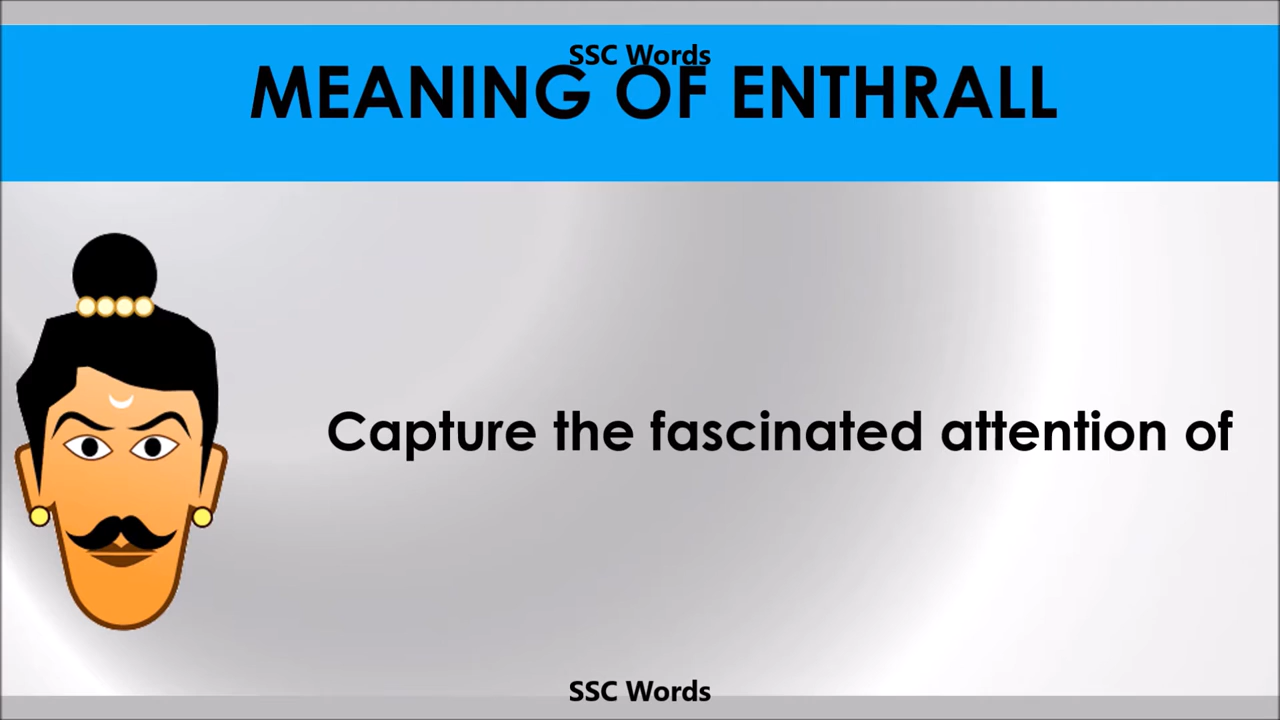 SSC Words
MEANING OF ENTHRALL
Capture the fascinated attention of
SSC Words